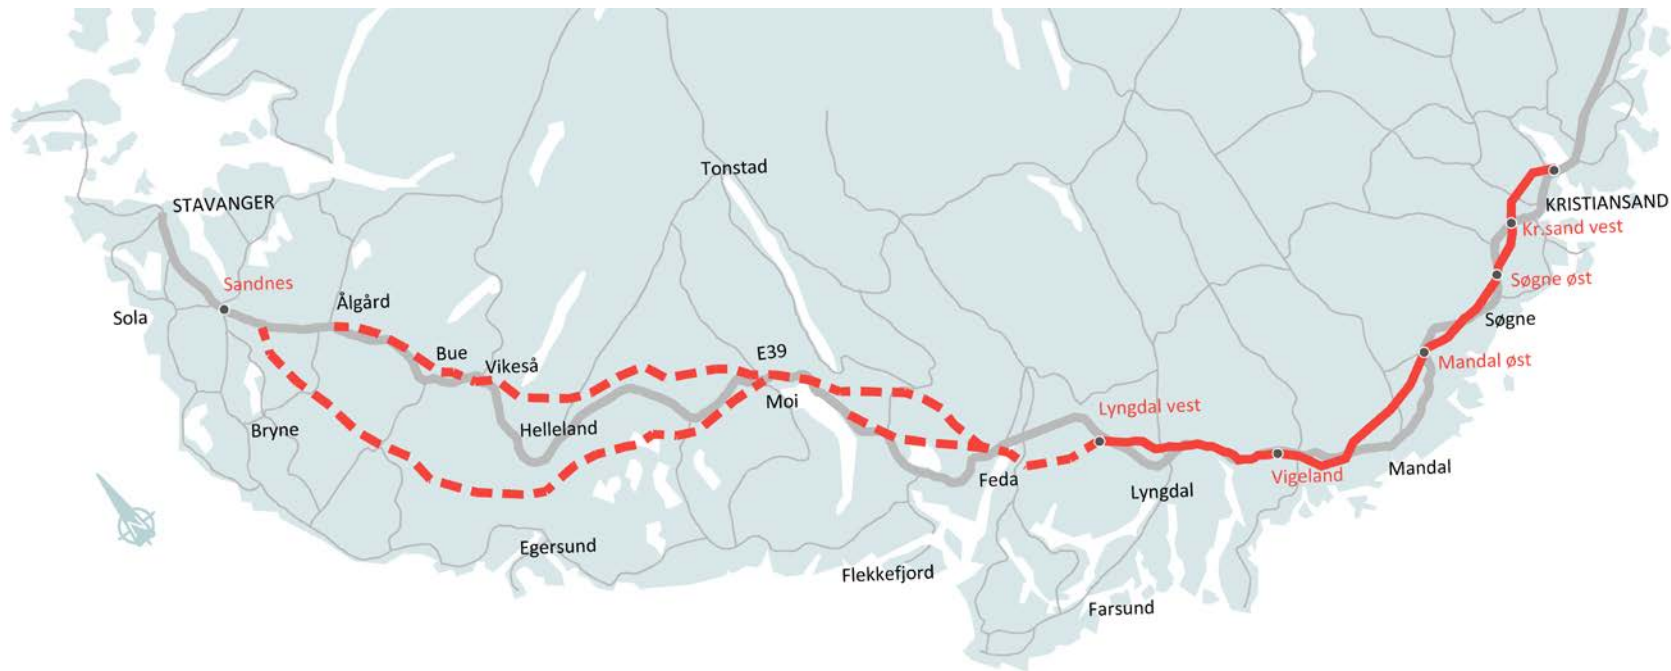 Tonstad
STAVANGER
KRISTIANSAND
Kr.sand vest
Sandnes
Søgne øst
Ålgård
Sola
Søgne
E39
Bue
Vikeså
Mandal øst
Moi
Lyngdal vest
Bryne
Helleland
Mandal
Feda
Vigeland
Lyngdal
Egersund
Flekkefjord
Farsund
N